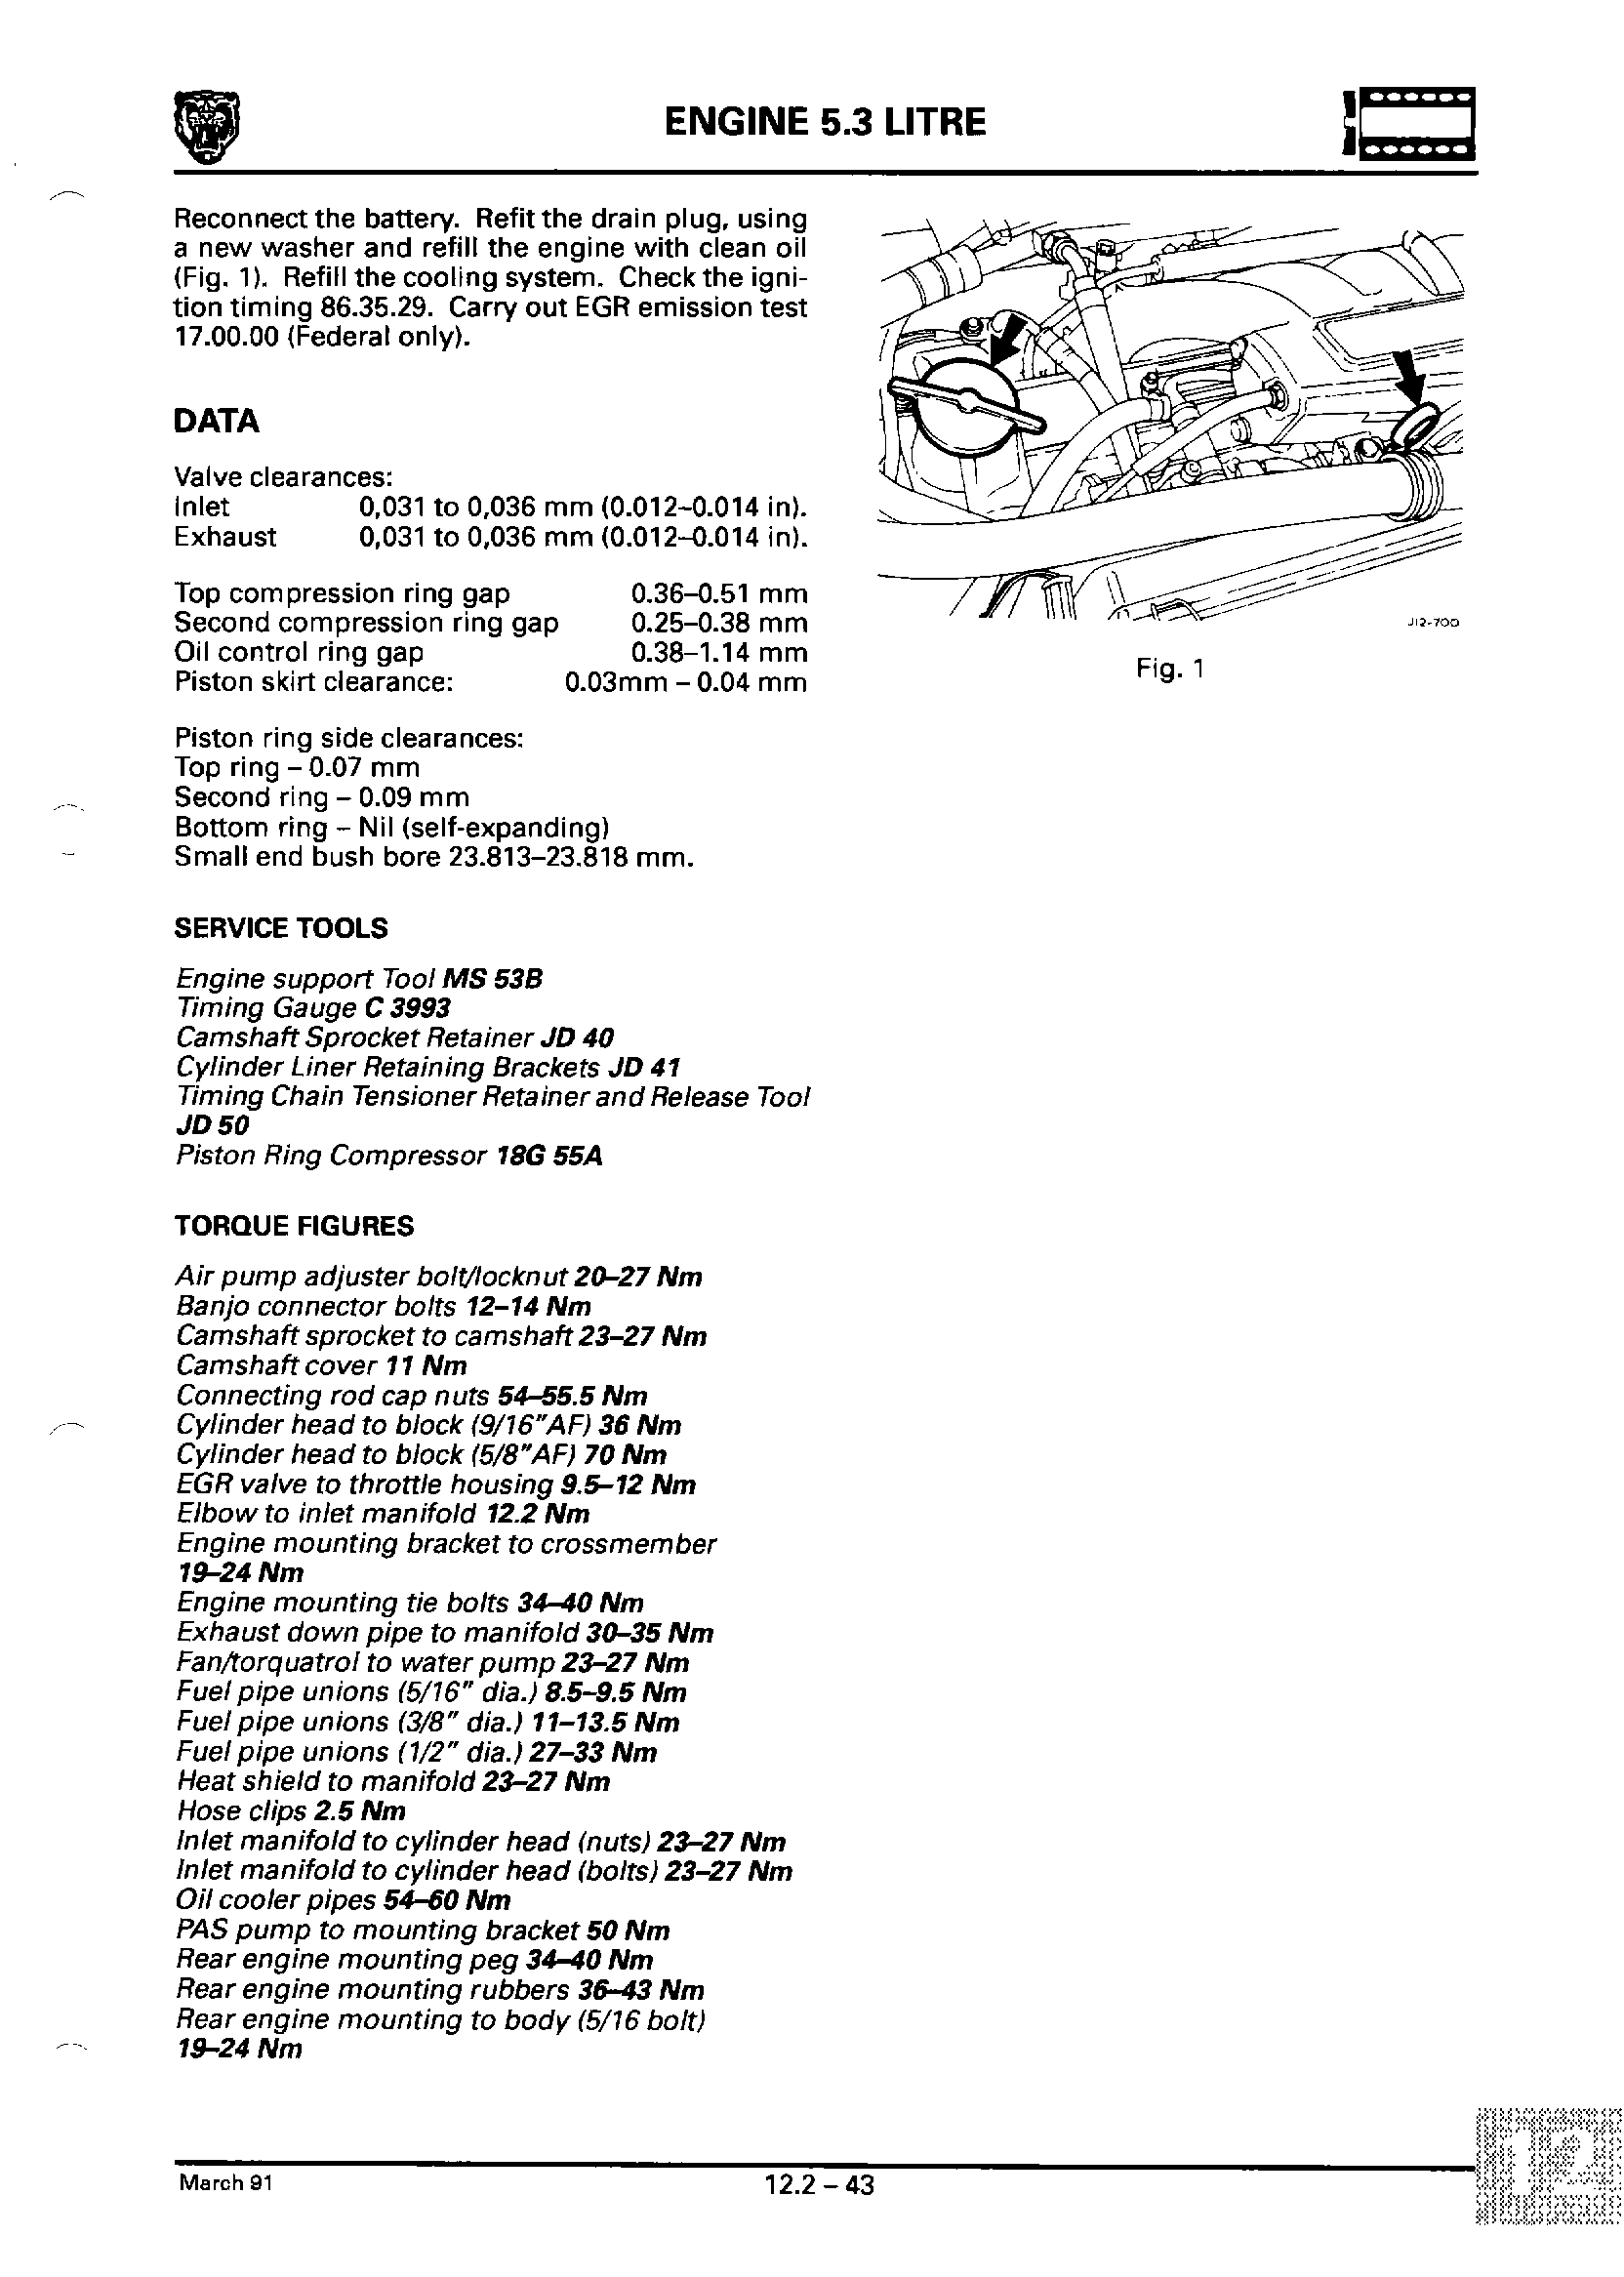 ENGINE 5.3 LITRE
Reconnect the battery. Refit the drain plug, using
a new washer and refill the engine with clean oil
(Fig. 1). Refill the cooling system. Check the igni-
tion timing 86.35.29. Carry out EGR emission test
17.00.00 (Federal only).
DATA
Valve clearances:
Inlet 0,031 to 0,036 mm (0.012–0.014 in).
Exhaust 0,031 to 0,036 mm (0.012–0.014 in).
Top compression ring gap 0.36–0.51 mm
Second compression ring gap 0.25–0.38 mm
Oil control ring gap 0.38–1.14 mm
Piston skirt clearance: 0.03mm – 0.04 mm
Piston ring side clearances:
Top ring – 0.07 mm
Second ring – 0.09 mm
Bottom ring – Nil (self-expanding)
Small end bush bore 23.813–23.818 mm.
SERVICE TOOLS
Engine support Tool MS 53B
Timing Gauge C 3993
Camshaft Sprocket Retainer JD 40
Cylinder Liner Retaining Brackets JD 41
Timing Chain Tensioner Retainer and Release Tool
JD 50
Piston Ring Compressor 18G 55A
TORQUE FIGURES
Air pump adjuster bolt/locknut 20–27 Nm
Banjo connector bolts 12–14 Nm
Camshaft sprocket to camshaft 23–27 Nm
Camshaft cover 11 Nm
Connecting rod cap nuts 54–55.5 Nm
Cylinder head to block (9/16"AF) 36 Nm
Cylinder head to block (5/8"AF) 70 Nm
EGR valve to throttle housing 9.5–12 Nm
Elbow to inlet manifold 12.2 Nm
Engine mounting bracket to crossmember
19–24 Nm
Engine mounting tie bolts 34–40 Nm
Exhaust down pipe to manifold 30–35 Nm
Fan/torquatrol to water pump 23–27 Nm
Fuel pipe unions (5/16" dia.) 8.5–9.5 Nm
Fuel pipe unions (3/8" dia.) 11–13.5 Nm
Fuel pipe unions (1/2" dia.) 27–33 Nm
Heat shield to manifold 23–27 Nm
Hose clips 2.5 Nm
Inlet manifold to cylinder head (nuts) 23–27 Nm
Inlet manifold to cylinder head (bolts) 23–27 Nm
Oil cooler pipes 54–60 Nm
PAS pump to mounting bracket 50 Nm
Rear engine mounting peg 34–40 Nm
Rear engine mounting rubbers 36–43 Nm
Rear engine mounting to body (5/16 bolt)
19–24 Nm
J12-700
Fig. 1
March 91
12.2 – 43
12